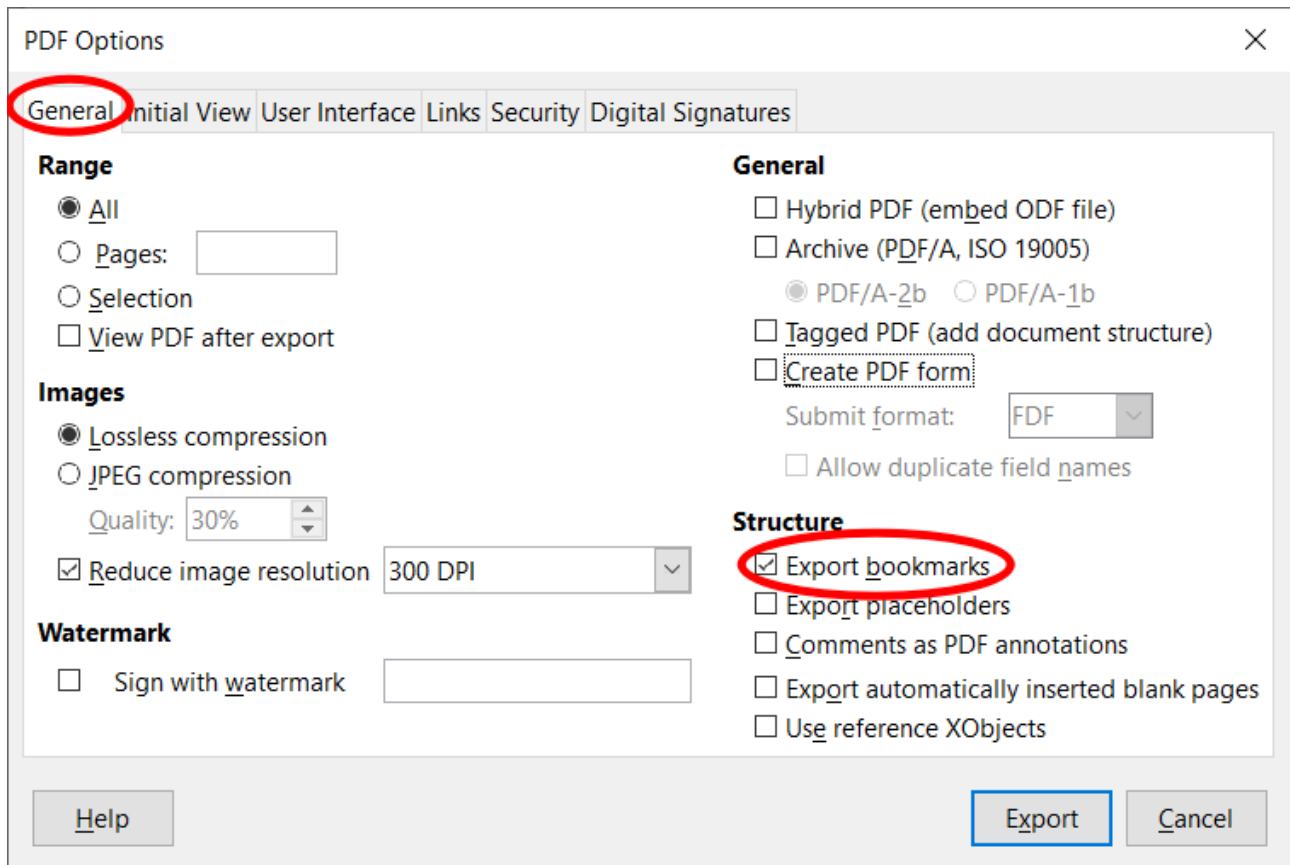 PDF Options
General Initial View User Interface Links Security Digital Signatures
Range
All
Pages:
Selection
View PDF after export
Images
Lossless compression
JPEG compression
Quality: 30%
Reduce image resolution 300 DPI
Watermark
Sign with watermark
General
Hybrid PDF (embed ODF file)
Archive (PDF/A, ISO 19005)
PDF/A-2b PDF/A-1b
Tagged PDF (add document structure)
Create PDF form
Submit format: FDF
Allow duplicate field names
Structure
Export bookmarks
Export placeholders
Comments as PDF annotations
Export automatically inserted blank pages
Use reference XObjects
Help Export Cancel